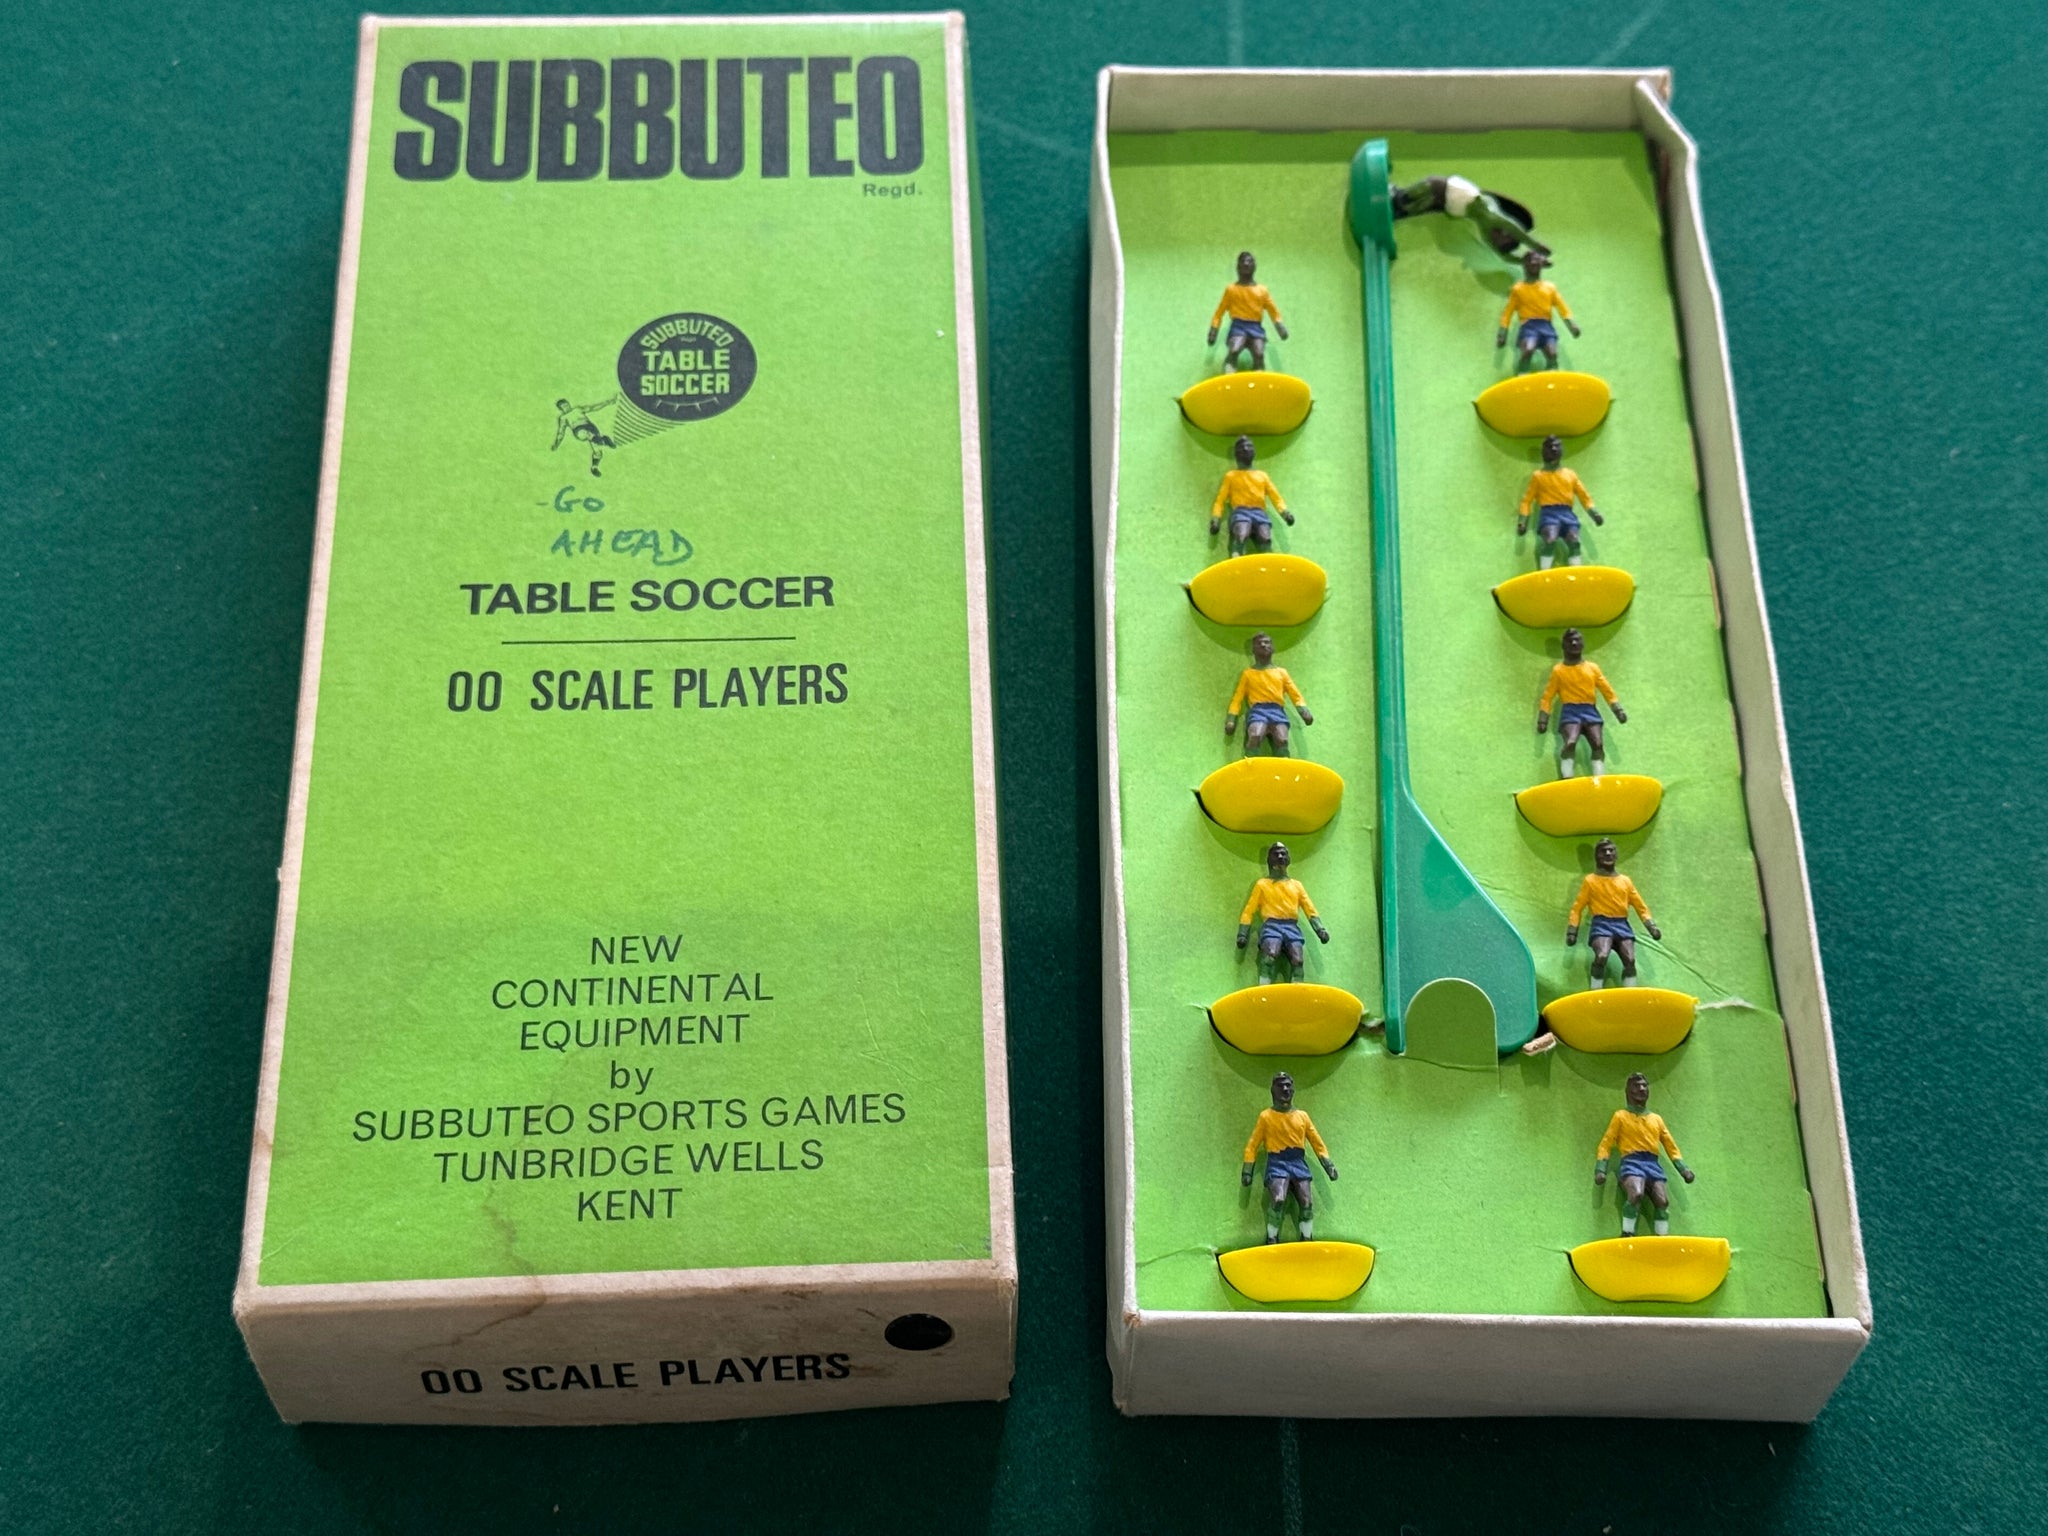 SUBBUTEO
Regd.
SUBBUTEO
TABLE
SOCCER
-Go
AHEAD
TABLE SOCCER
00 SCALE PLAYERS
NEW
CONTINENTAL
EQUIPMENT
by
SUBBUTEO SPORTS GAMES
TUNBRIDGE WELLS
KENT
00 SCALE PLAYERS